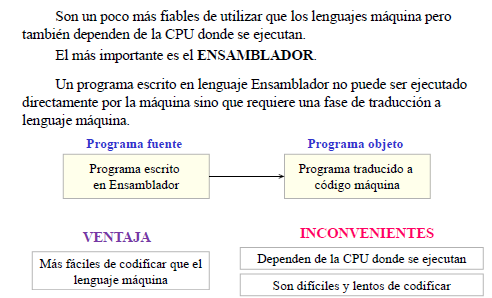 Son un poco más fiables de utilizar que los lenguajes máquina pero
también dependen de la CPU donde se ejecutan.
El más importante es el ENSAMBLADOR.
Un programa escrito en lenguaje Ensamblador no puede ser ejecutado
directamente por la máquina sino que requiere una fase de traducción a
lenguaje máquina.
Programa fuente
Programa escrito
en Ensamblador
Programa objeto
Programa traducido a
código máquina
VENTAJA
Más fáciles de codificar que el
lenguaje máquina
INCONVENIENTES
Dependen de la CPU donde se ejecutan
Son difíciles y lentos de codificar